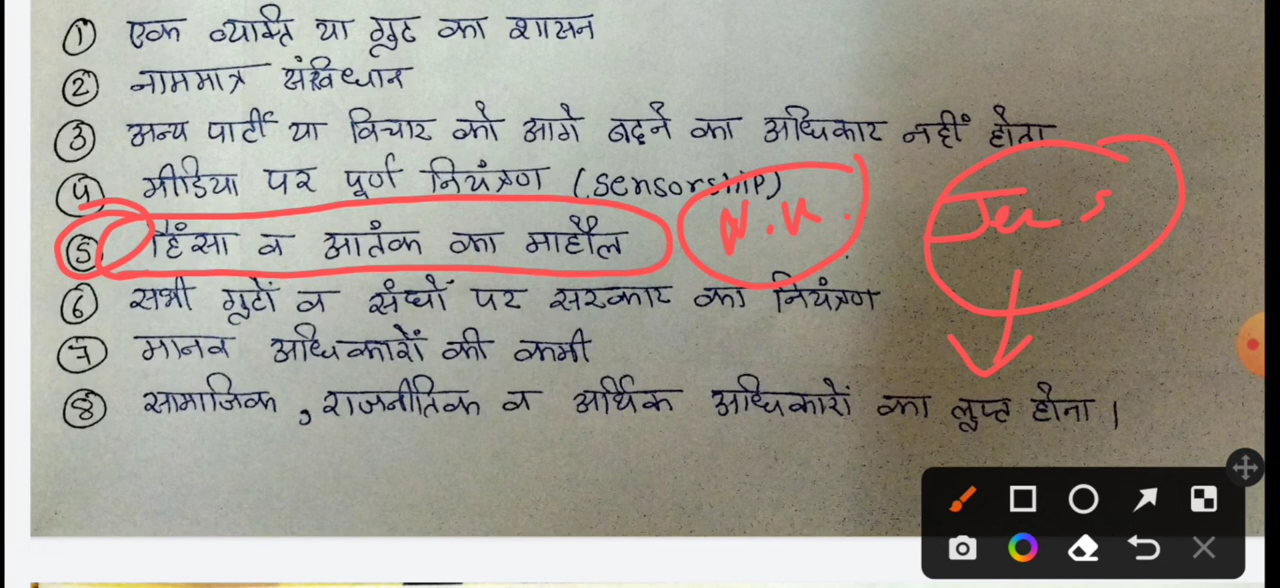 ① एक व्यक्ति या गुट का शासन
② नाममात्र संविधान
③ अन्य पार्टी या विचार को आगे बढ़ने का अधिकार नहीं होता
④ मीडिया पर पूर्ण नियंत्रण (sensorship)
⑤ हिंसा व आतंक का माहौल
⑥ सभी गुटों व संघों पर सरकार का नियंत्रण
⑦ मानव अधिकारों की कमी
⑧ सामाजिक, राजनीतिक व आर्थिक अधिकारों का लुप्त होना।